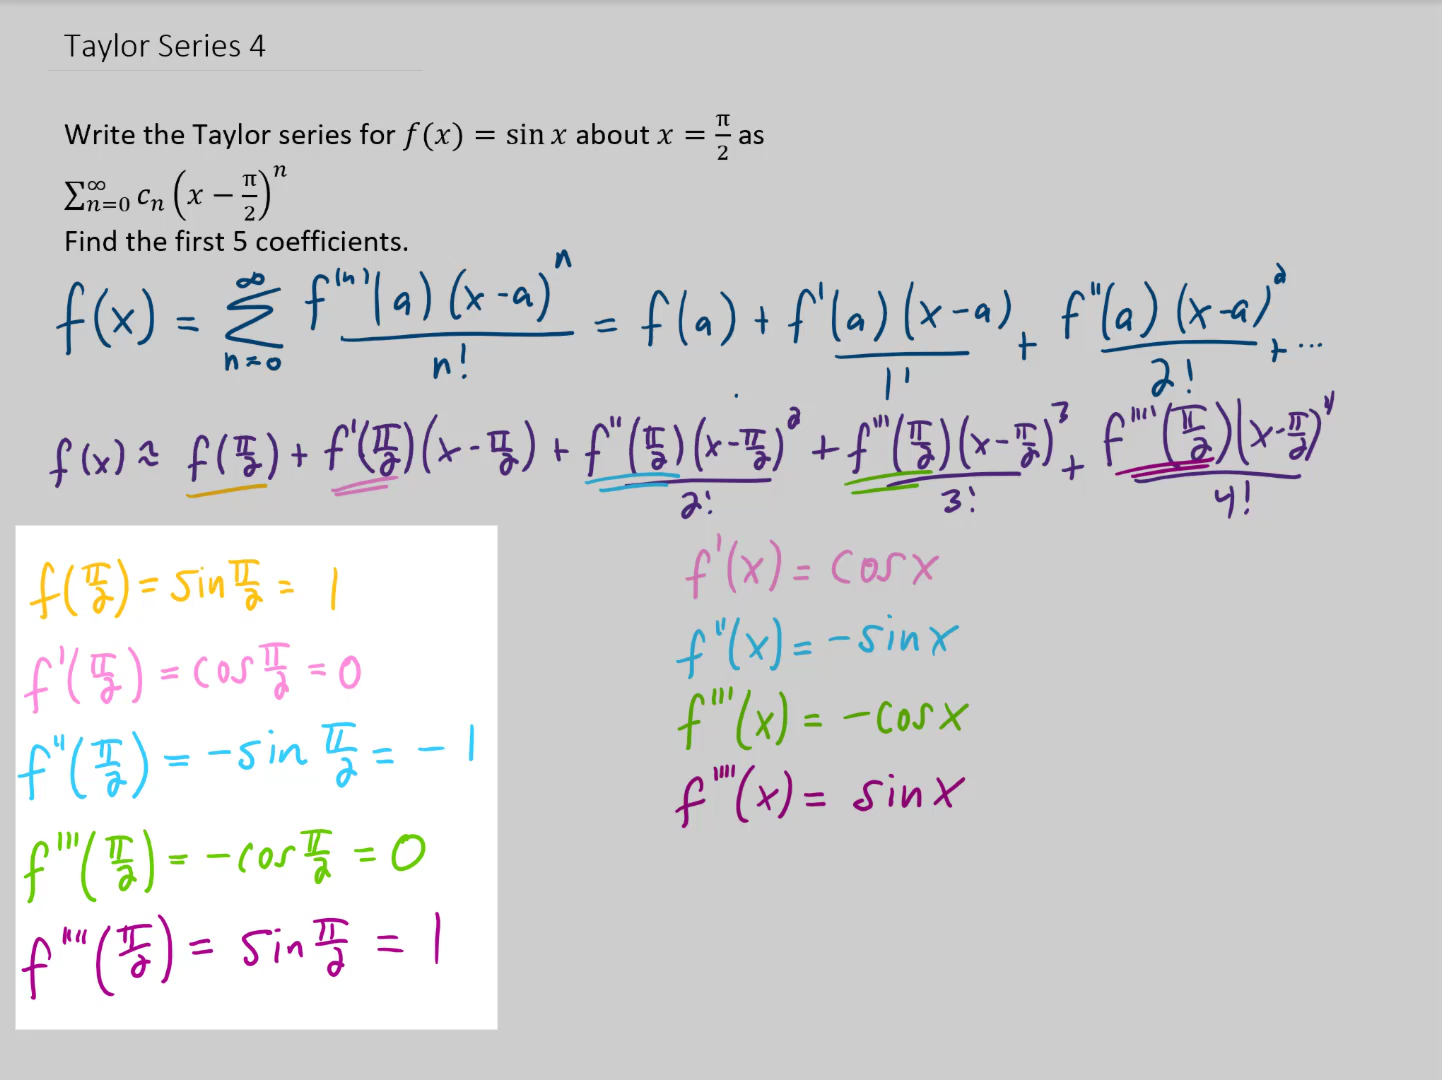 Taylor Series 4
Write the Taylor series for f(x) = sin x about x = π/2 as
∑_{n=0}^{∞} c_n (x − π/2)^n
Find the first 5 coefficients.
f(x) = ∑_{n=0}^{∞} f^{(n)}(a)(x-a)^n / n! = f(a) + f'(a)(x-a) / 1! + f''(a)(x-a)^2 / 2! + ...
f(x) ≈ f(π/2) + f'(π/2)(x-π/2) + f''(π/2)(x-π/2)^2 / 2! + f'''(π/2)(x-π/2)^3 / 3! + f''''(π/2)(x-π/2)^4 / 4!
f(π/2) = sin π/2 = 1
f'(π/2) = cos π/2 = 0
f''(π/2) = -sin π/2 = -1
f'''(π/2) = -cos π/2 = 0
f''''(π/2) = sin π/2 = 1
f'(x) = cos x
f''(x) = -sin x
f'''(x) = -cos x
f''''(x) = sin x